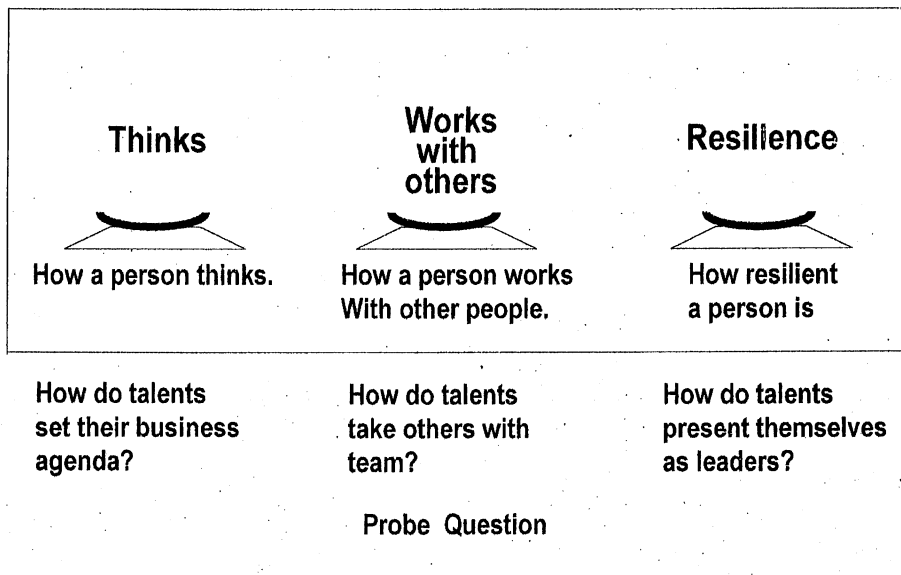 Thinks
How a person thinks.
Works
with
others
How a person works
With other people.
Resilience
How resilient
a person is
How do talents
set their business
agenda?
How do talents
take others with
team?
How do talents
present themselves
as leaders?
Probe Question